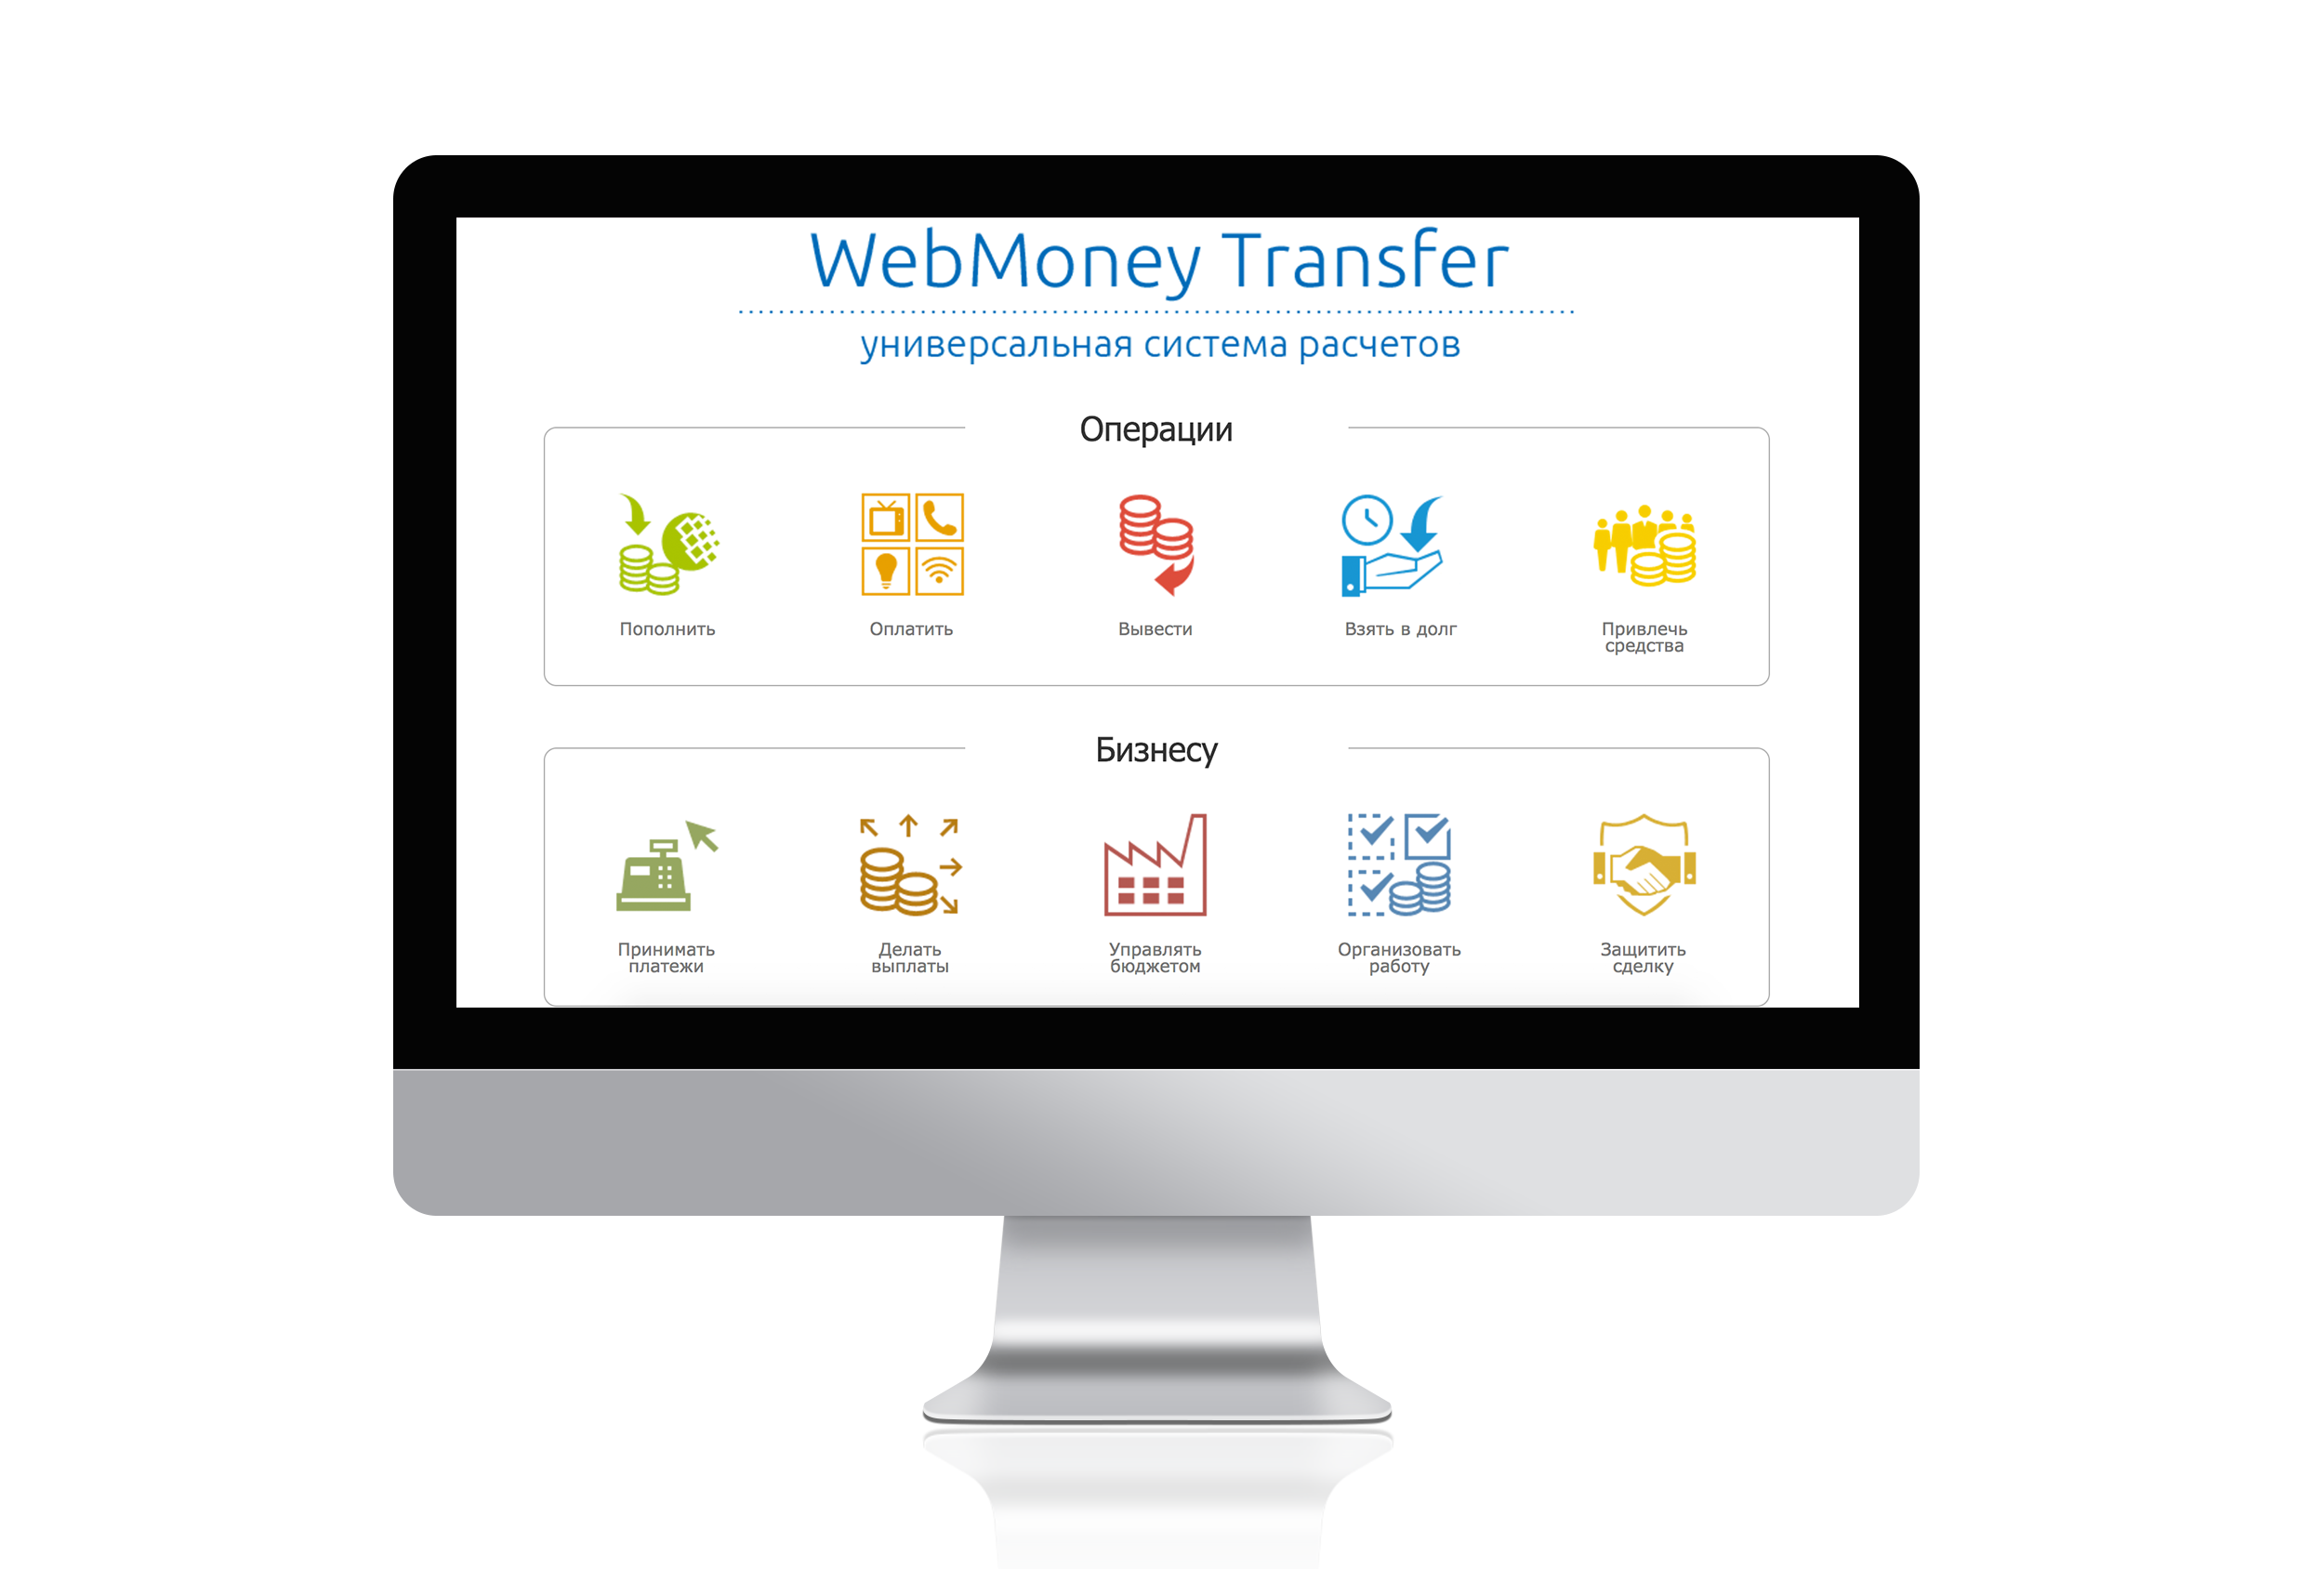 WebMoney Transfer
универсальная система расчетов
Операции
Пополнить
Оплатить
Вывести
Взять в долг
Привлечь
средства
Бизнесу
Принимать
платежи
Делать
выплаты
Управлять
бюджетом
Организовать
работу
Защитить
сделку